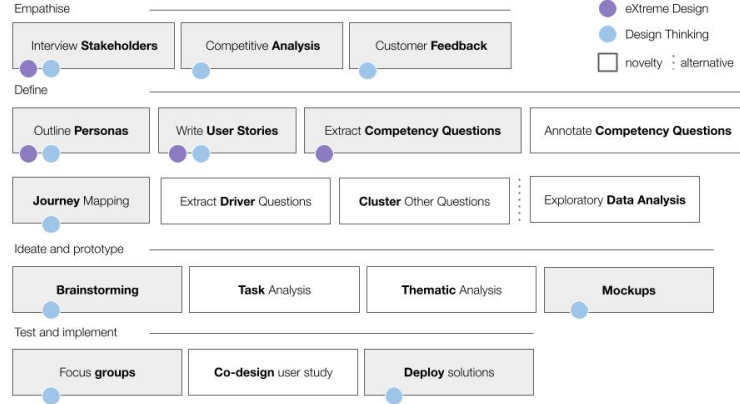 Empathise
eXtreme Design
Interview Stakeholders
Competitive Analysis
Customer Feedback
Design Thinking
novelty
alternative
Define
Outline Personas
Write User Stories
Extract Competency Questions
Annotate Competency Questions
Journey Mapping
Extract Driver Questions
Cluster Other Questions
Exploratory Data Analysis
Ideate and prototype
Brainstorming
Task Analysis
Thematic Analysis
Mockups
Test and implement
Focus groups
Co-design user study
Deploy solutions